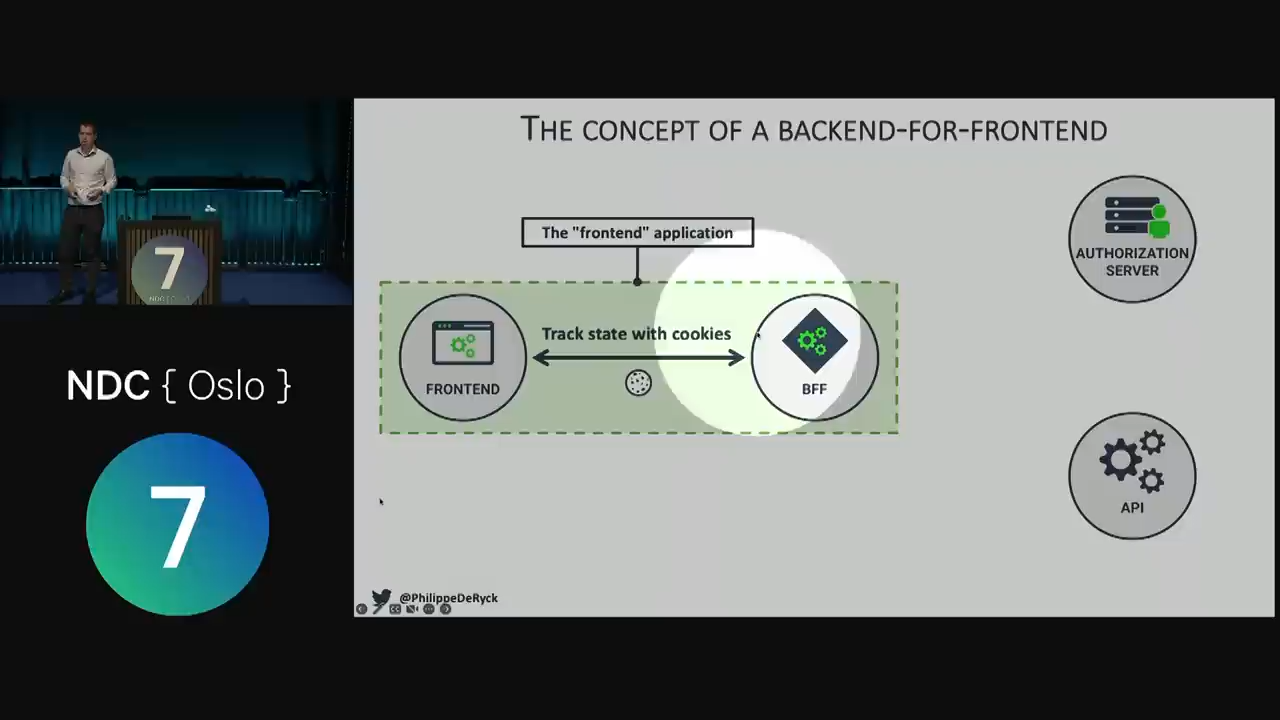 THE CONCEPT OF A BACKEND-FOR-FRONTEND
The "frontend" application
Track state with cookies
FRONTEND
BFF
AUTHORIZATION
SERVER
API
@PhilippeDeRyck
7
NDC { Oslo }
7